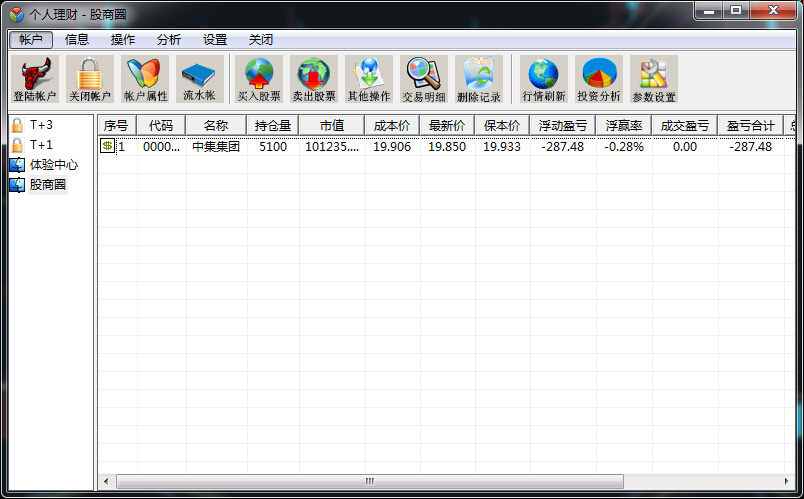 个人理财 - 股商圈
帐户 信息 操作 分析 设置 关闭
登陆帐户 关闭帐户 帐户属性 流水帐 买入股票 卖出股票 其他操作 交易明细 删除记录 行情刷新 投资分析 参数设置
T+3
T+1
体验中心
股商圈
序号 代码 名称 持仓量 市值 成本价 最新价 保本价 浮动盈亏 浮赢率 成交盈亏 盈亏合计
1 0000... 中集集团 5100 101235.... 19.906 19.850 19.933 -287.48 -0.28% 0.00 -287.48